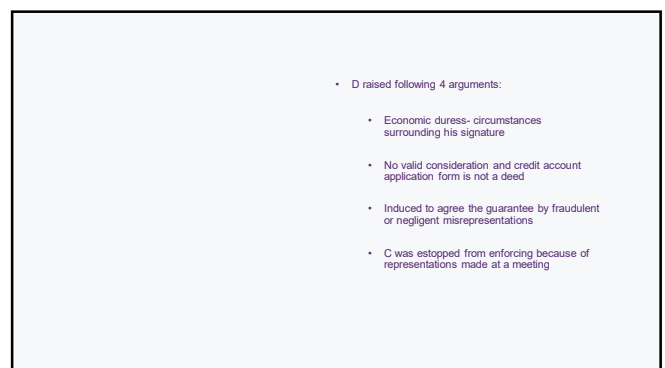 • D raised following 4 arguments:
• Economic duress- circumstances
surrounding his signature
• No valid consideration and credit account
application form is not a deed
• Induced to agree the guarantee by fraudulent
or negligent misrepresentations
• C was estopped from enforcing because of
representations made at a meeting